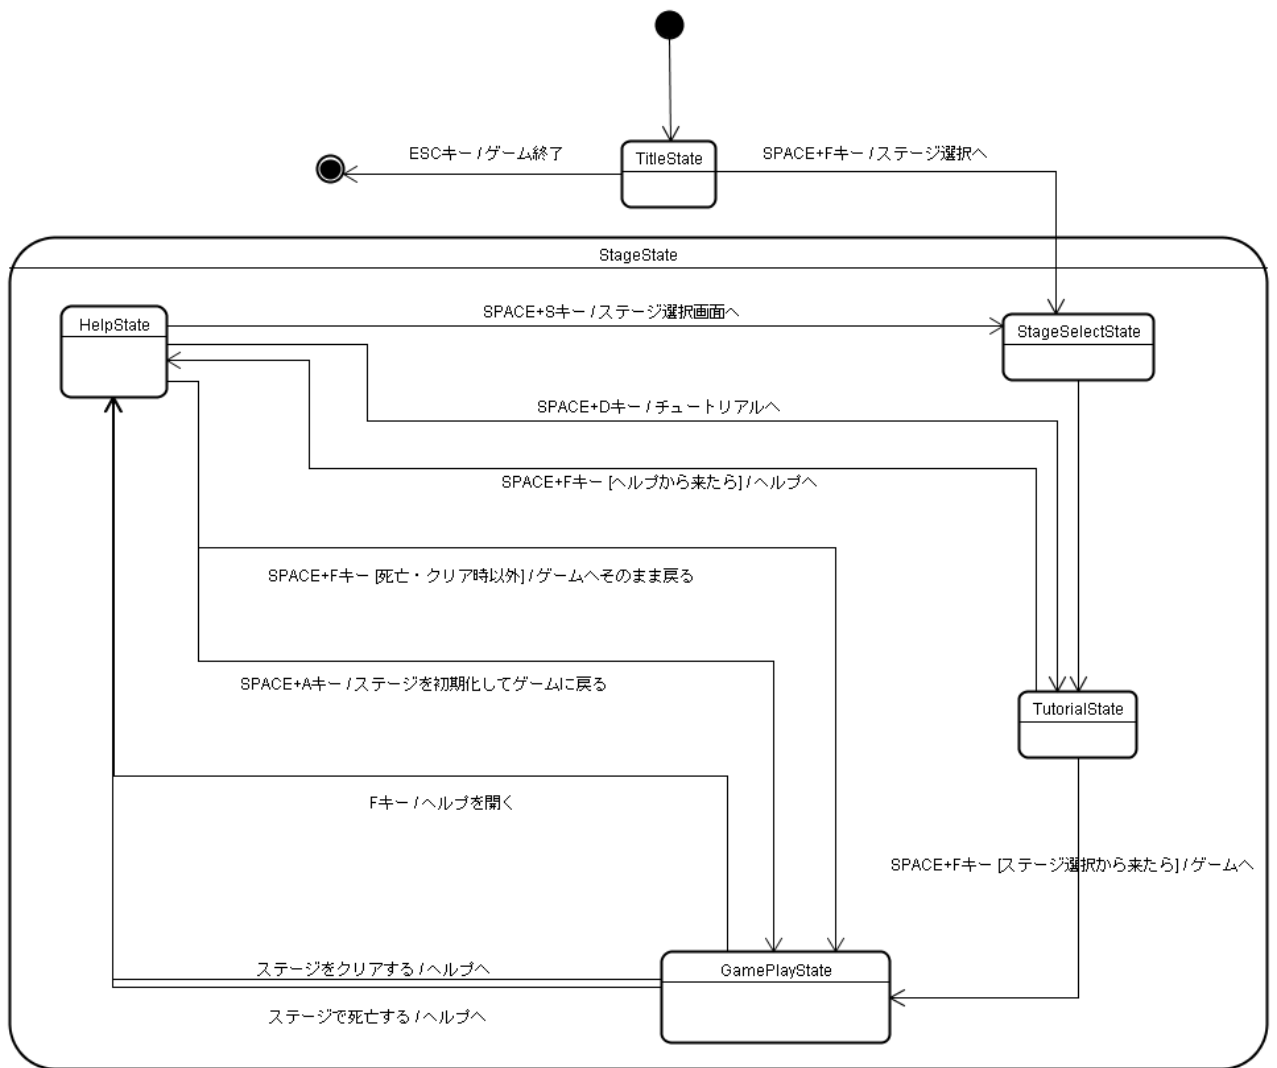 ESCキー / ゲーム終了
TitleState
SPACE+Fキー / ステージ選択へ
StageState
HelpState
SPACE+Sキー / ステージ選択画面へ
StageSelectState
SPACE+Dキー / チュートリアルへ
SPACE+Fキー [ヘルプから来たら] / ヘルプへ
SPACE+Fキー [死亡・クリア時以外] / ゲームへそのまま戻る
SPACE+Aキー / ステージを初期化してゲームに戻る
TutorialState
Fキー / ヘルプを開く
SPACE+Fキー [ステージ選択から来たら] / ゲームへ
ステージをクリアする / ヘルプへ
GamePlayState
ステージで死亡する / ヘルプへ